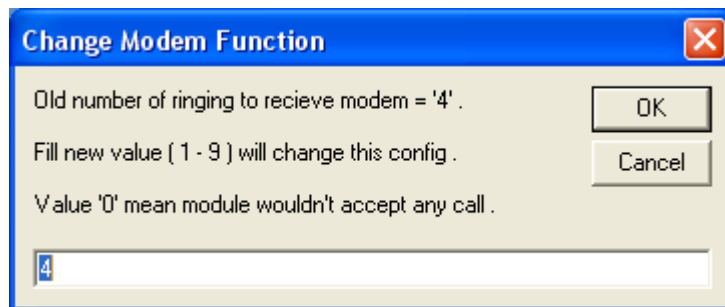 Change Modem Function
Old number of ringing to recieve modem = '4' .
Fill new value ( 1 - 9 ) will change this config .
Value '0' mean module wouldn't accept any call .
OK
Cancel
4